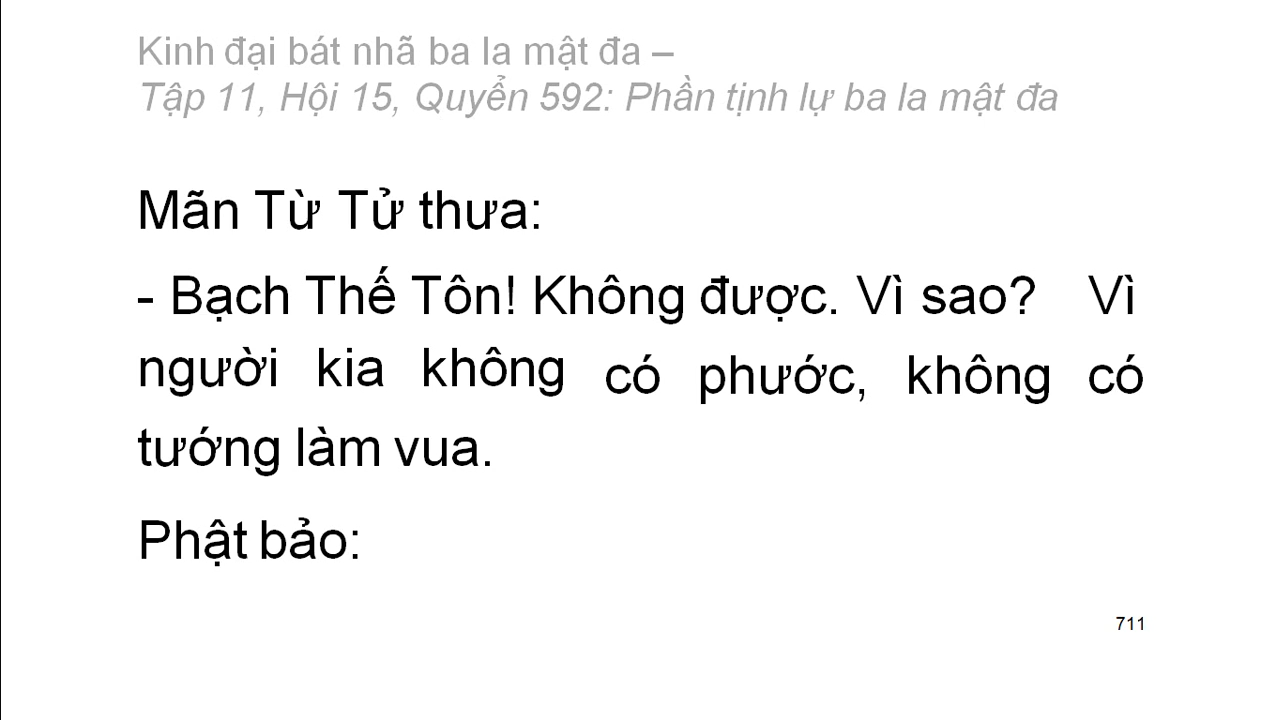 Kinh đại bát nhã ba la mật đa –
Tập 11, Hội 15, Quyển 592: Phần tịnh lự ba la mật đa
Mãn Từ Tử thưa:
- Bạch Thế Tôn! Không được. Vì sao? Vì
người kia không có phước, không có
tướng làm vua.
Phật bảo:
711